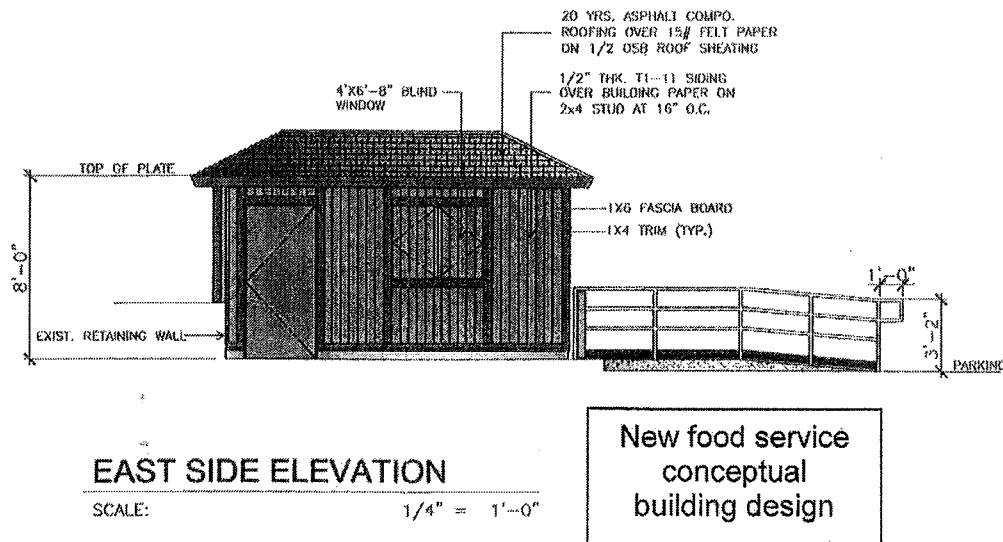 20 YRS. ASPHALT COMPO.
ROOFING OVER 15# FELT PAPER
ON 1/2 OSB ROOF SHEATING
1/2" THK. T1-11 SIDING
OVER BUILDING PAPER ON
2x4 STUD AT 16" O.C.
4'X6'-8" BLIND
WINDOW
TOP OF PLATE
1X6 FASCIA BOARD
1X4 TRIM (TYP.)
8'-0"
1'-0"
EXIST. RETAINING WALL
3'-2"
PARKING
EAST SIDE ELEVATION
SCALE: 1/4" = 1'-0"
New food service
conceptual
building design